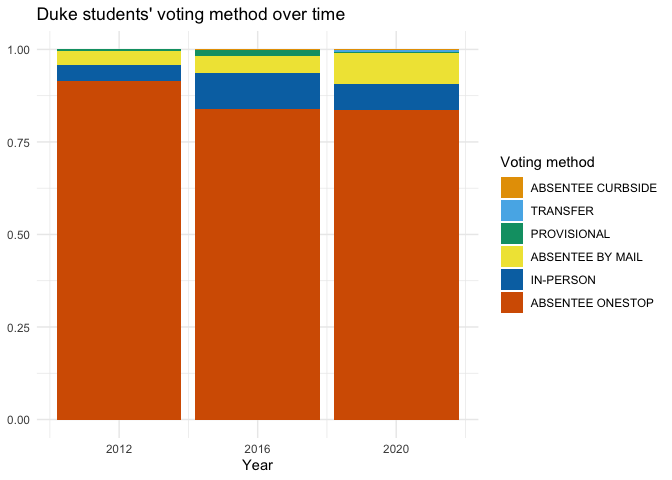 Duke students' voting method over time
1.00
0.75
0.50
0.25
0.00
2012
2016
2020
Year
Voting method
ABSENTEE CURBSIDE
TRANSFER
PROVISIONAL
ABSENTEE BY MAIL
IN-PERSON
ABSENTEE ONESTOP